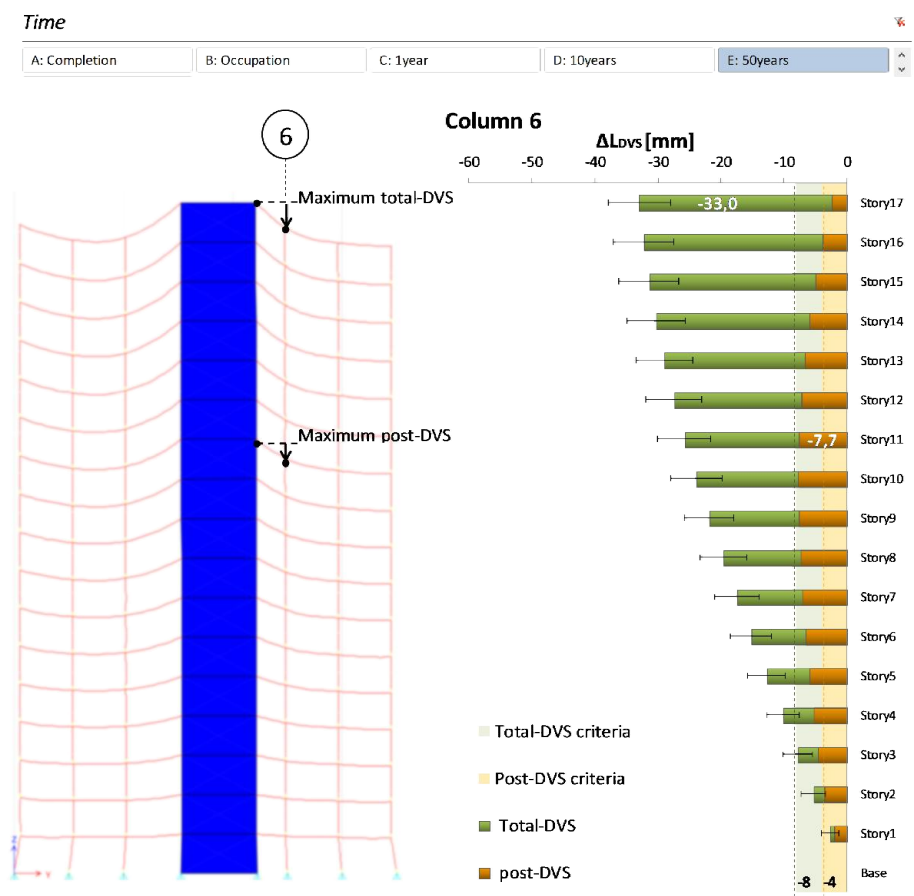 Time
A: Completion
B: Occupation
C: 1year
D: 10years
E: 50years
6
Column 6
ΔLDVS [mm]
-60 -50 -40 -30 -20 -10 0
Maximum total-DVS
-33,0
Story17
Story16
Story15
Story14
Story13
Story12
Maximum post-DVS
-7,7
Story11
Story10
Story9
Story8
Story7
Story6
Story5
Story4
Story3
Story2
Story1
Base
Total-DVS criteria
Post-DVS criteria
Total-DVS
post-DVS
-8 -4